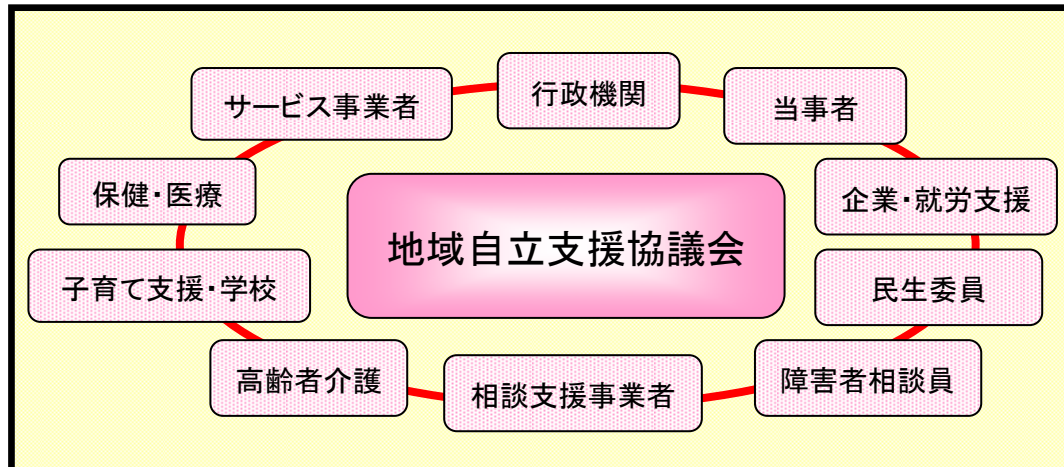 行政機関
サービス事業者
当事者
保健・医療
企業・就労支援
地域自立支援協議会
子育て支援・学校
民生委員
高齢者介護
相談支援事業者
障害者相談員